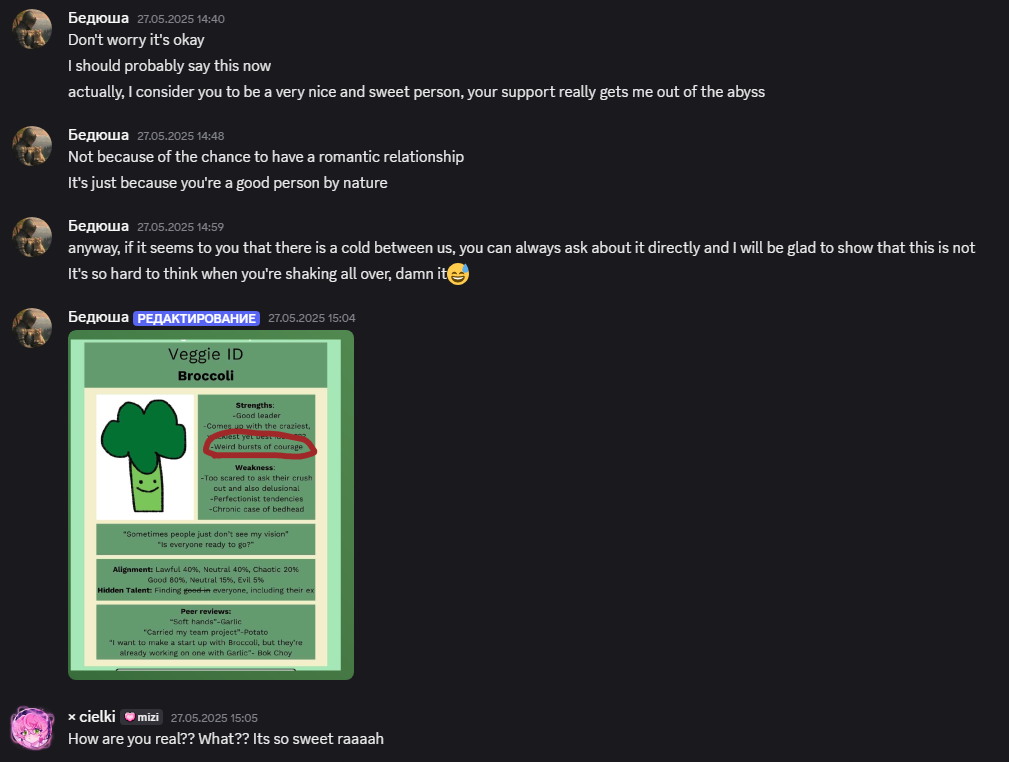 Бедюша 27.05.2025 14:40
Don't worry it's okay
I should probably say this now
actually, I consider you to be a very nice and sweet person, your support really gets me out of the abyss
Бедюша 27.05.2025 14:48
Not because of the chance to have a romantic relationship
It's just because you're a good person by nature
Бедюша 27.05.2025 14:59
anyway, if it seems to you that there is a cold between us, you can always ask about it directly and I will be glad to show that this is not
It's so hard to think when you're shaking all over, damn it😅
Бедюша РЕДАКТИРОВАНИЕ 27.05.2025 15:04
Veggie ID
Broccoli
Strengths:
-Good leader
-Comes up with the craziest,
yet best
-Weird bursts of courage
Weakness:
-Too scared to ask their crush
out and also delusional
-Perfectionist tendencies
-Chronic case of bedhead
"Sometimes people just don't see my vision"
"Is everyone ready to go?"
Alignment: Lawful 40%, Neutral 40%, Chaotic 20%
Good 80%, Neutral 15%, Evil 5%
Hidden Talent: Finding good in everyone, including their ex
Peer reviews:
"Soft hands"-Garlic
"Carried my team project"-Potato
"I want to make a start up with Broccoli, but they're
already working on one with Garlic"- Bok Choy
× cielki mizi 27.05.2025 15:05
How are you real?? What?? Its so sweet raaaah